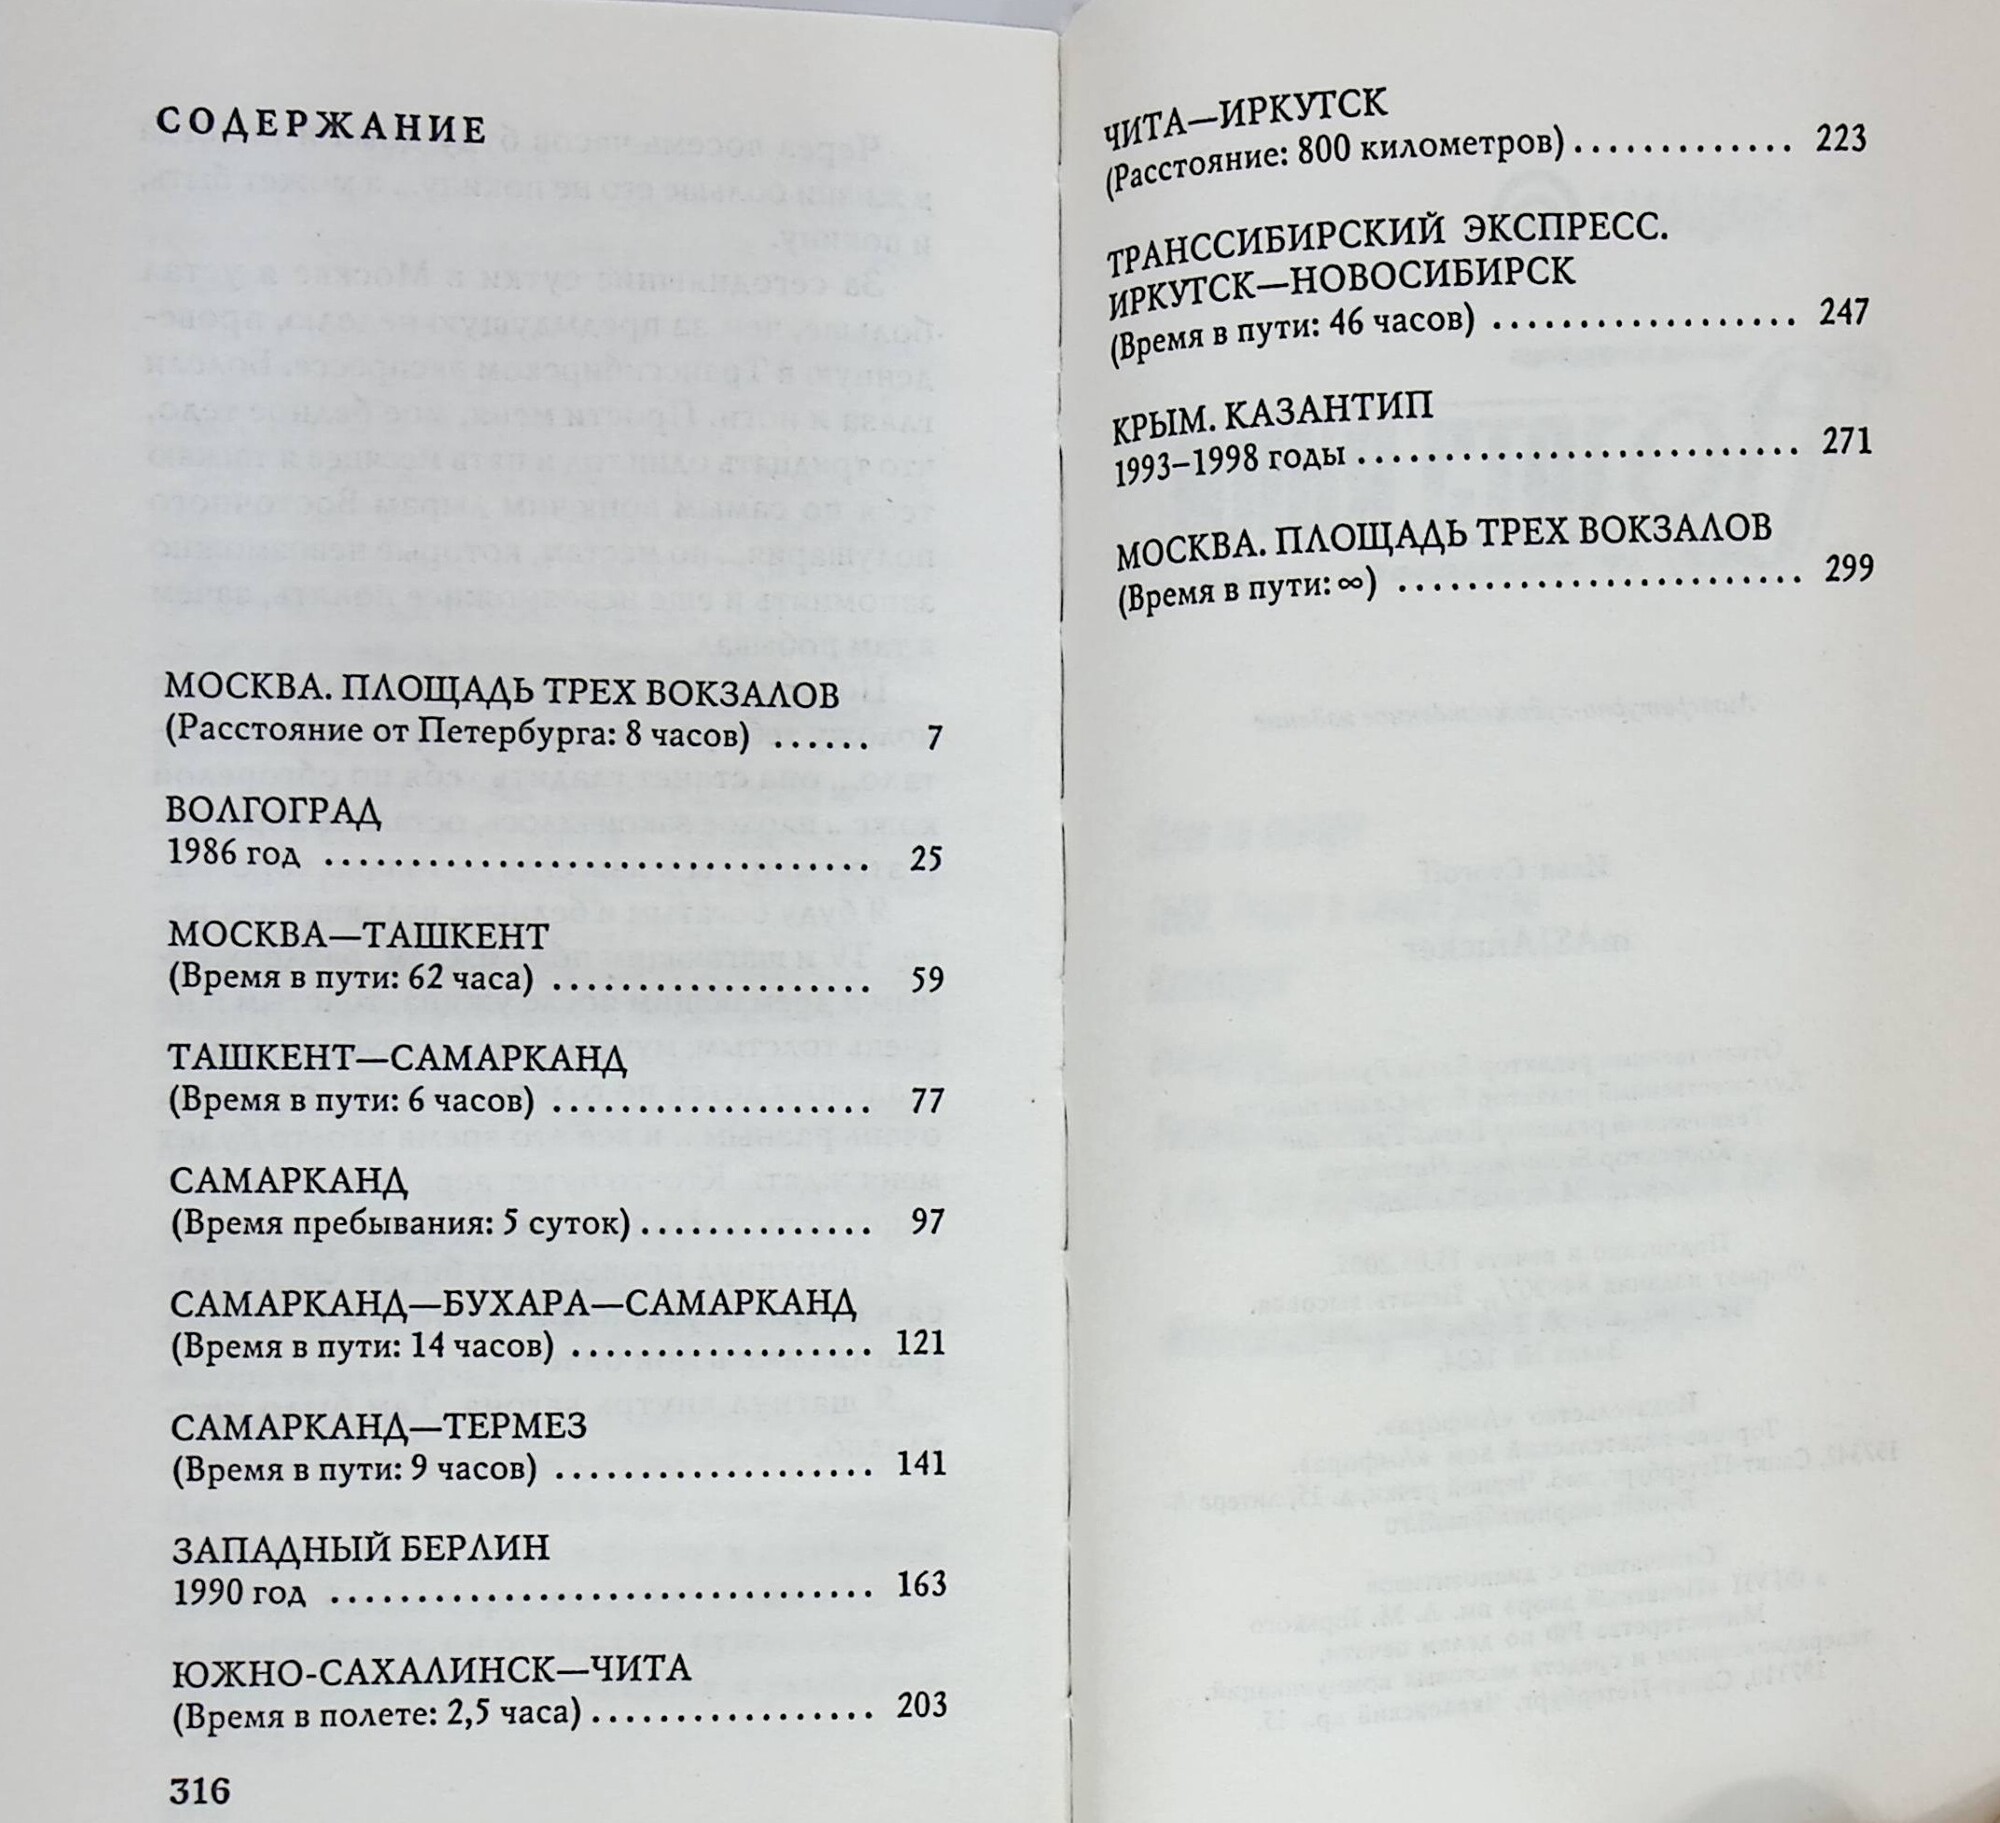 СОДЕРЖАНИЕ
МОСКВА. ПЛОЩАДЬ ТРЕХ ВОКЗАЛОВ
(Расстояние от Петербурга: 8 часов) ...... 7
ВОЛГОГРАД
1986 год ................................ 25
МОСКВА—ТАШКЕНТ
(Время в пути: 62 часа) ................... 59
ТАШКЕНТ—САМАРКАНД
(Время в пути: 6 часов) ................... 77
САМАРКАНД
(Время пребывания: 5 суток).............. 97
САМАРКАНД—БУХАРА—САМАРКАНД
(Время в пути: 14 часов) .................. 121
САМАРКАНД—ТЕРМЕЗ
(Время в пути: 9 часов) ................... 141
ЗАПАДНЫЙ БЕРЛИН
1990 год ................................ 163
ЮЖНО-САХАЛИНСК—ЧИТА
(Время в полете: 2,5 часа)................. 203
316
ЧИТА—ИРКУТСК
(Расстояние: 800 километров)............. 223
ТРАНССИБИРСКИЙ ЭКСПРЕСС.
ИРКУТСК—НОВОСИБИРСК
(Время в пути: 46 часов) .................. 247
КРЫМ. КАЗАНТИП
1993–1998 годы .......................... 271
МОСКВА. ПЛОЩАДЬ ТРЕХ ВОКЗАЛОВ
(Время в пути: ∞) ........................ 299